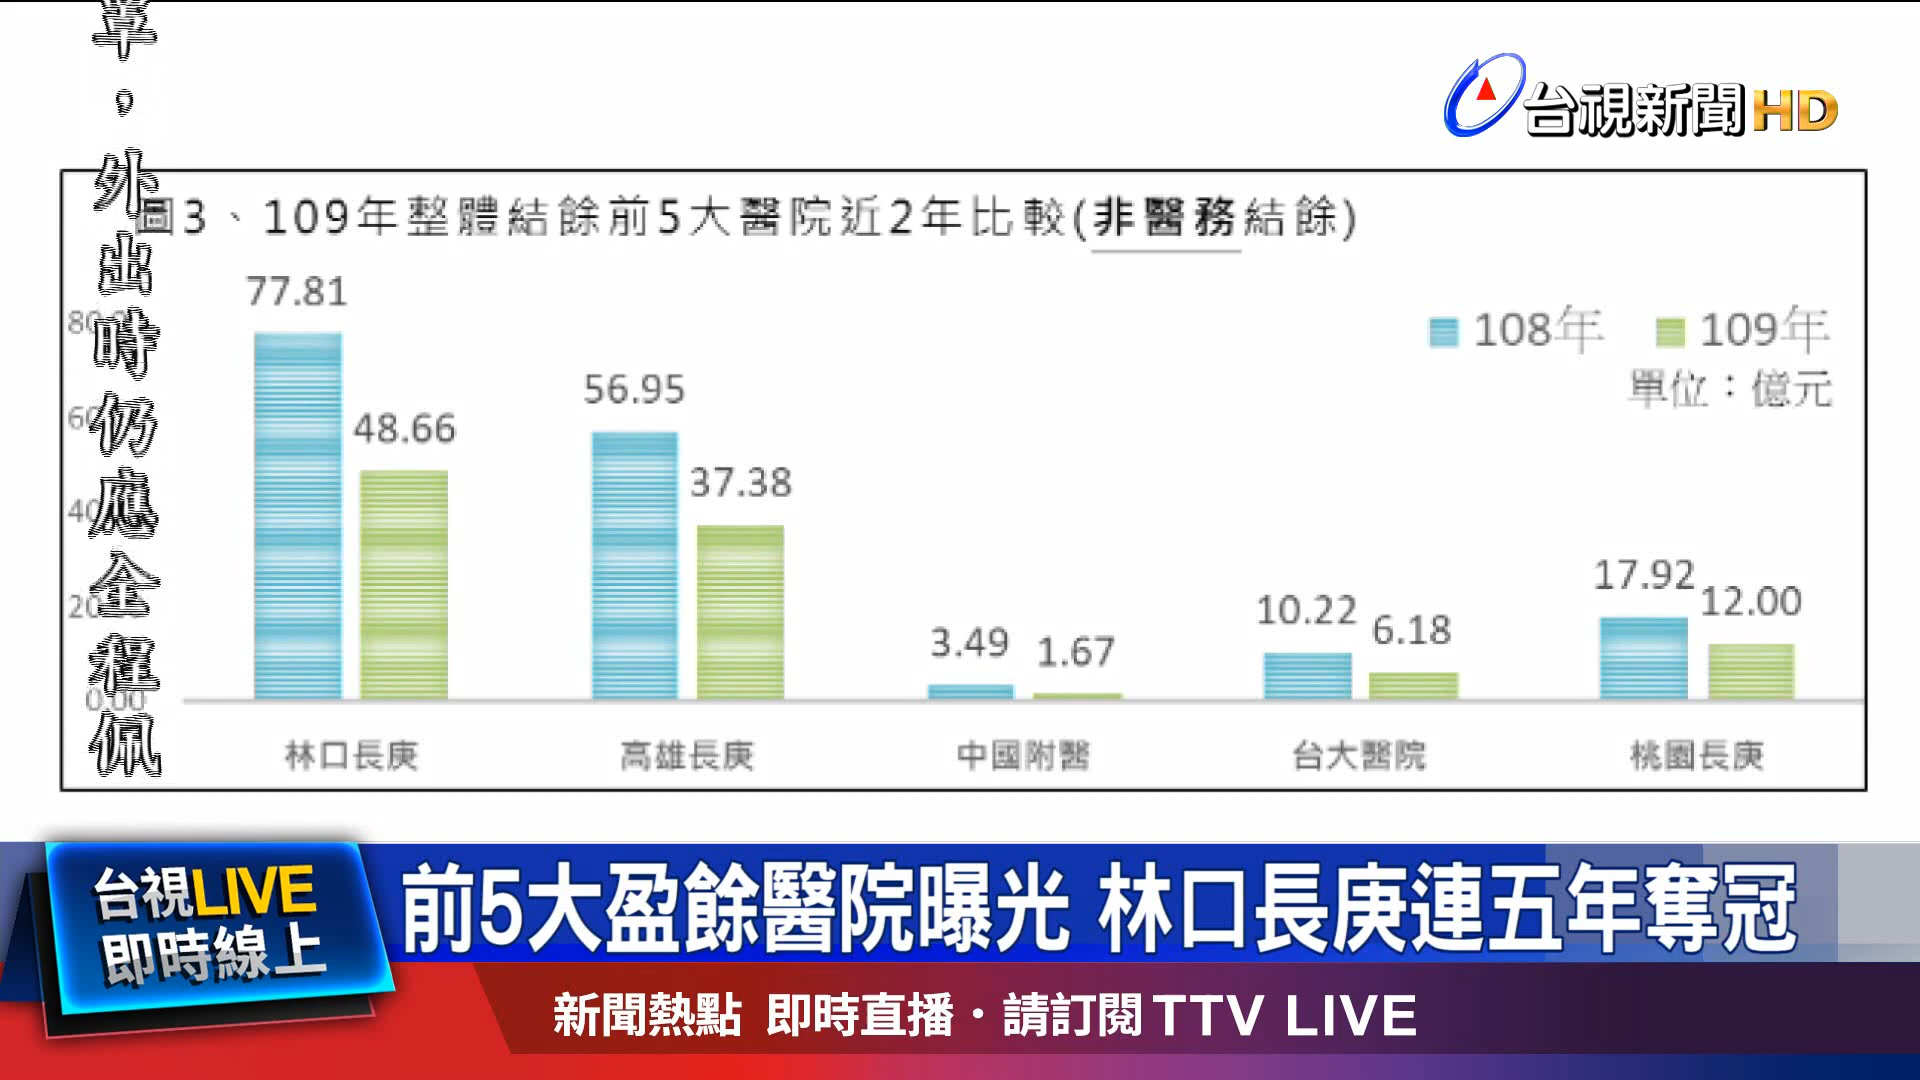 單,外出時仍應全程佩
台視新聞HD
圖3、109年整體結餘前5大醫院近2年比較(非醫務結餘)
108年 109年
單位:億元
77.81 48.66 56.95 37.38 3.49 1.67 10.22 6.18 17.92 12.00
0.00
林口長庚 高雄長庚 中國附醫 台大醫院 桃園長庚
台視LIVE
即時線上
前5大盈餘醫院曝光 林口長庚連五年奪冠
新聞熱點 即時直播·請訂閱TTV LIVE